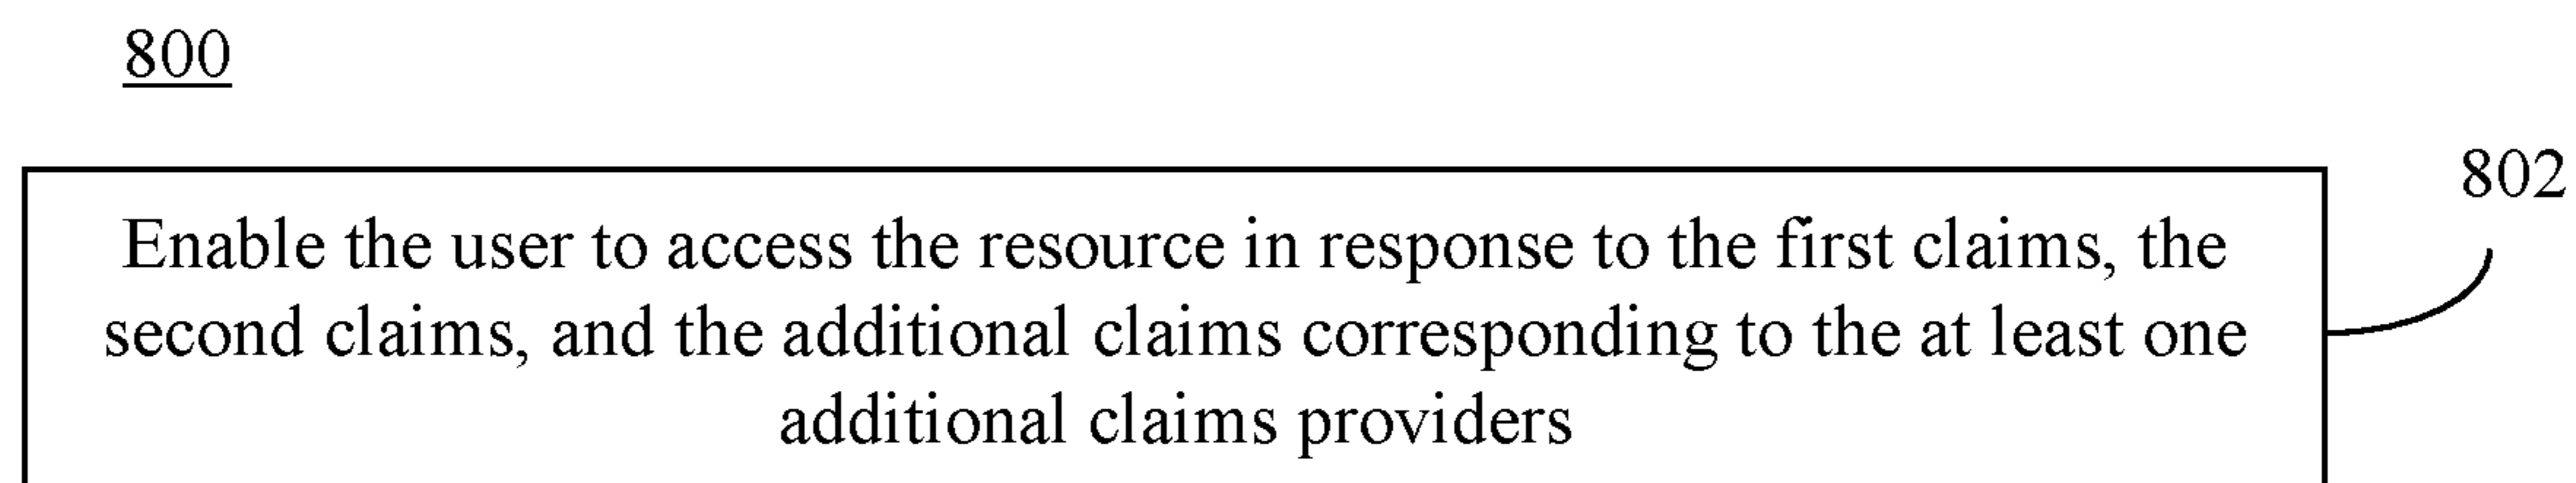 800
802
Enable the user to access the resource in response to the first claims, the
second claims, and the additional claims corresponding to the at least one
additional claims providers